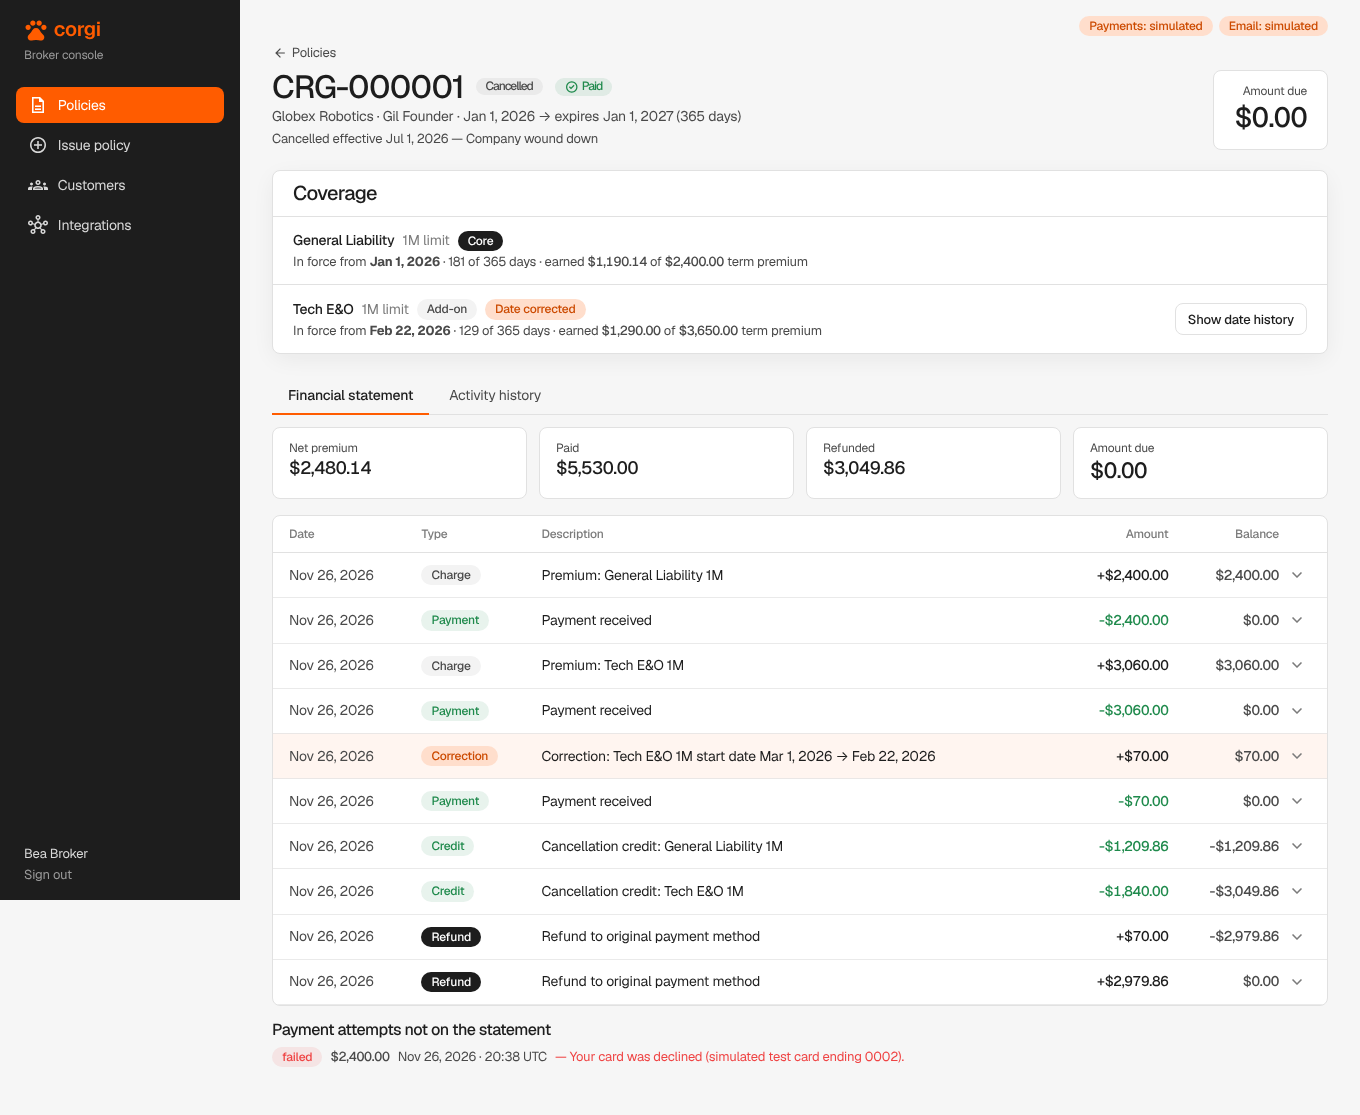 corgi
Broker console
Policies
Issue policy
Customers
Integrations
Bea Broker
Sign out
Payments: simulated Email: simulated
← Policies
CRG-000001 Cancelled Paid
Globex Robotics · Gil Founder · Jan 1, 2026 → expires Jan 1, 2027 (365 days)
Cancelled effective Jul 1, 2026 — Company wound down
Amount due
$0.00
Coverage
General Liability 1M limit Core
In force from Jan 1, 2026 · 181 of 365 days · earned $1,190.14 of $2,400.00 term premium
Tech E&O 1M limit Add-on Date corrected
In force from Feb 22, 2026 · 129 of 365 days · earned $1,290.00 of $3,650.00 term premium
Show date history
Financial statement Activity history
Net premium
$2,480.14
Paid
$5,530.00
Refunded
$3,049.86
Amount due
$0.00
Date Type Description Amount Balance
Nov 26, 2026 Charge Premium: General Liability 1M +$2,400.00 $2,400.00
Nov 26, 2026 Payment Payment received -$2,400.00 $0.00
Nov 26, 2026 Charge Premium: Tech E&O 1M +$3,060.00 $3,060.00
Nov 26, 2026 Payment Payment received -$3,060.00 $0.00
Nov 26, 2026 Correction Correction: Tech E&O 1M start date Mar 1, 2026 → Feb 22, 2026 +$70.00 $70.00
Nov 26, 2026 Payment Payment received -$70.00 $0.00
Nov 26, 2026 Credit Cancellation credit: General Liability 1M -$1,209.86 -$1,209.86
Nov 26, 2026 Credit Cancellation credit: Tech E&O 1M -$1,840.00 -$3,049.86
Nov 26, 2026 Refund Refund to original payment method +$70.00 -$2,979.86
Nov 26, 2026 Refund Refund to original payment method +$2,979.86 $0.00
Payment attempts not on the statement
failed $2,400.00 Nov 26, 2026 · 20:38 UTC — Your card was declined (simulated test card ending 0002).